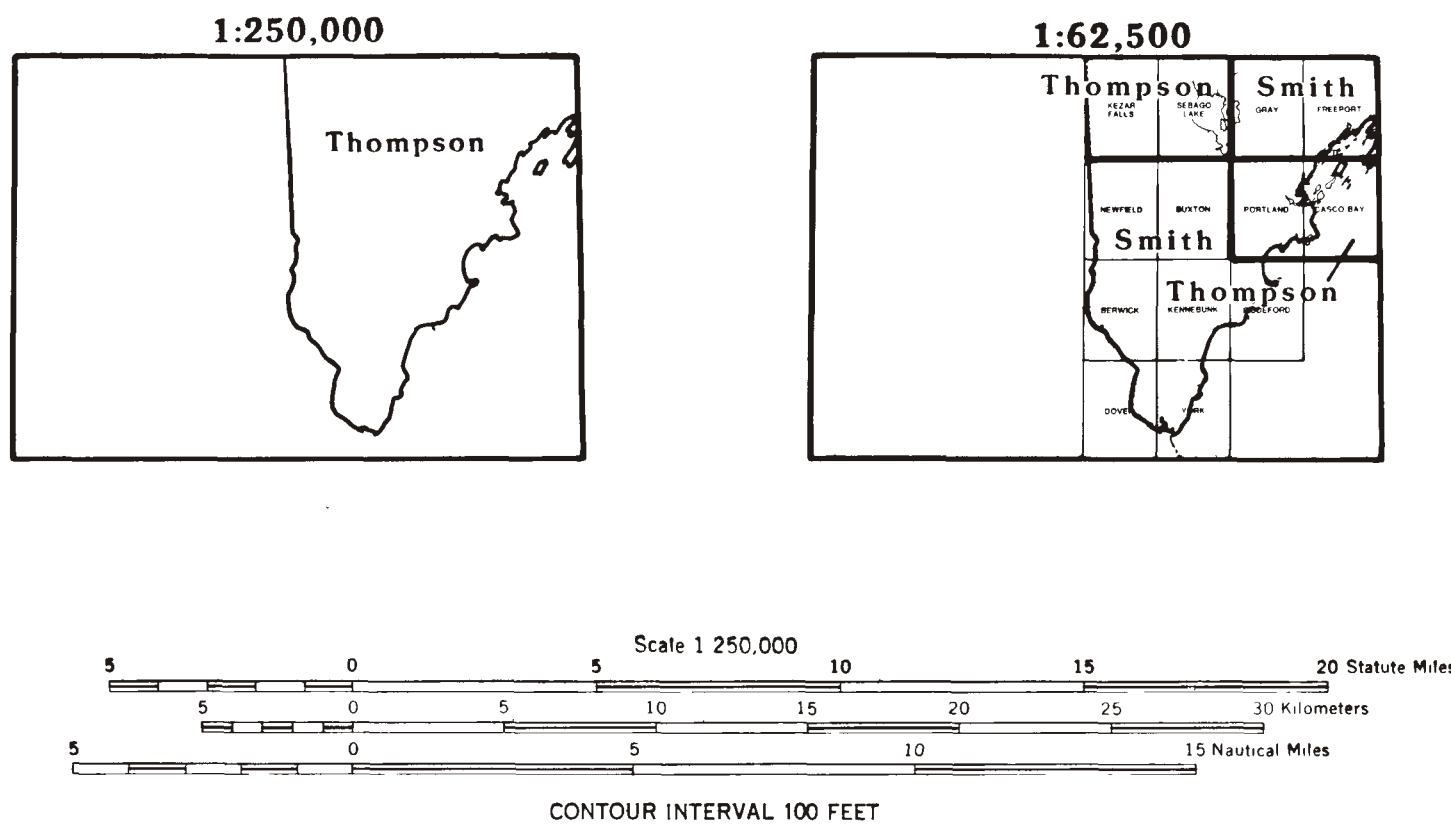 1:250,000
Thompson
1:62,500
Thompson
Smith
KEZAR
FALLS
SEBAGO
LAKE
GRAY
FREEPORT
NEWFIELD
BUXTON
PORTLAND
CASCO BAY
Smith
Thompson
BERWICK
KENNEBUNK
DOVER
YORK
Scale 1 250,000
5 0 5 10 15 20 Statute Miles
5 0 5 10 15 20 25 30 Kilometers
5 0 5 10 15 Nautical Miles
CONTOUR INTERVAL 100 FEET